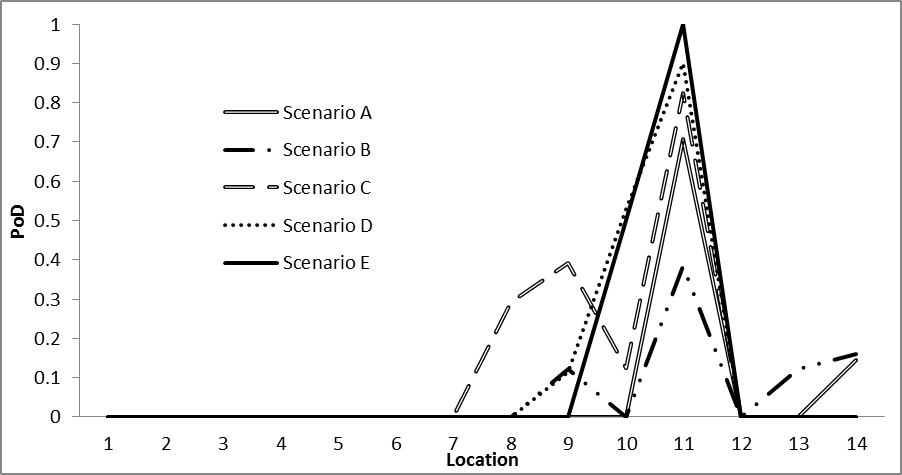 1
0.9
0.8
0.7
0.6
0.5
0.4
0.3
0.2
0.1
0
PoD
Scenario A
Scenario B
Scenario C
Scenario D
Scenario E
1 2 3 4 5 6 7 8 9 10 11 12 13 14
Location